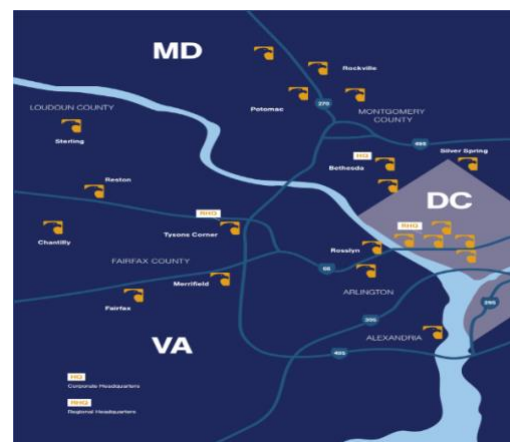 MD
Rockville
Potomac
270
LOUDOUN COUNTY
MONTGOMERY
COUNTY
Sterling
495
Silver Spring
HQ
Bethesda
Reston
DC
RHQ
RHQ
Chantilly
Tysons Corner
Rosslyn
FAIRFAX COUNTY
66
Merrifield
ARLINGTON
Fairfax
295
395
ALEXANDRIA
VA
495
HQ
Corporate Headquarters
RHQ
Regional Headquarters